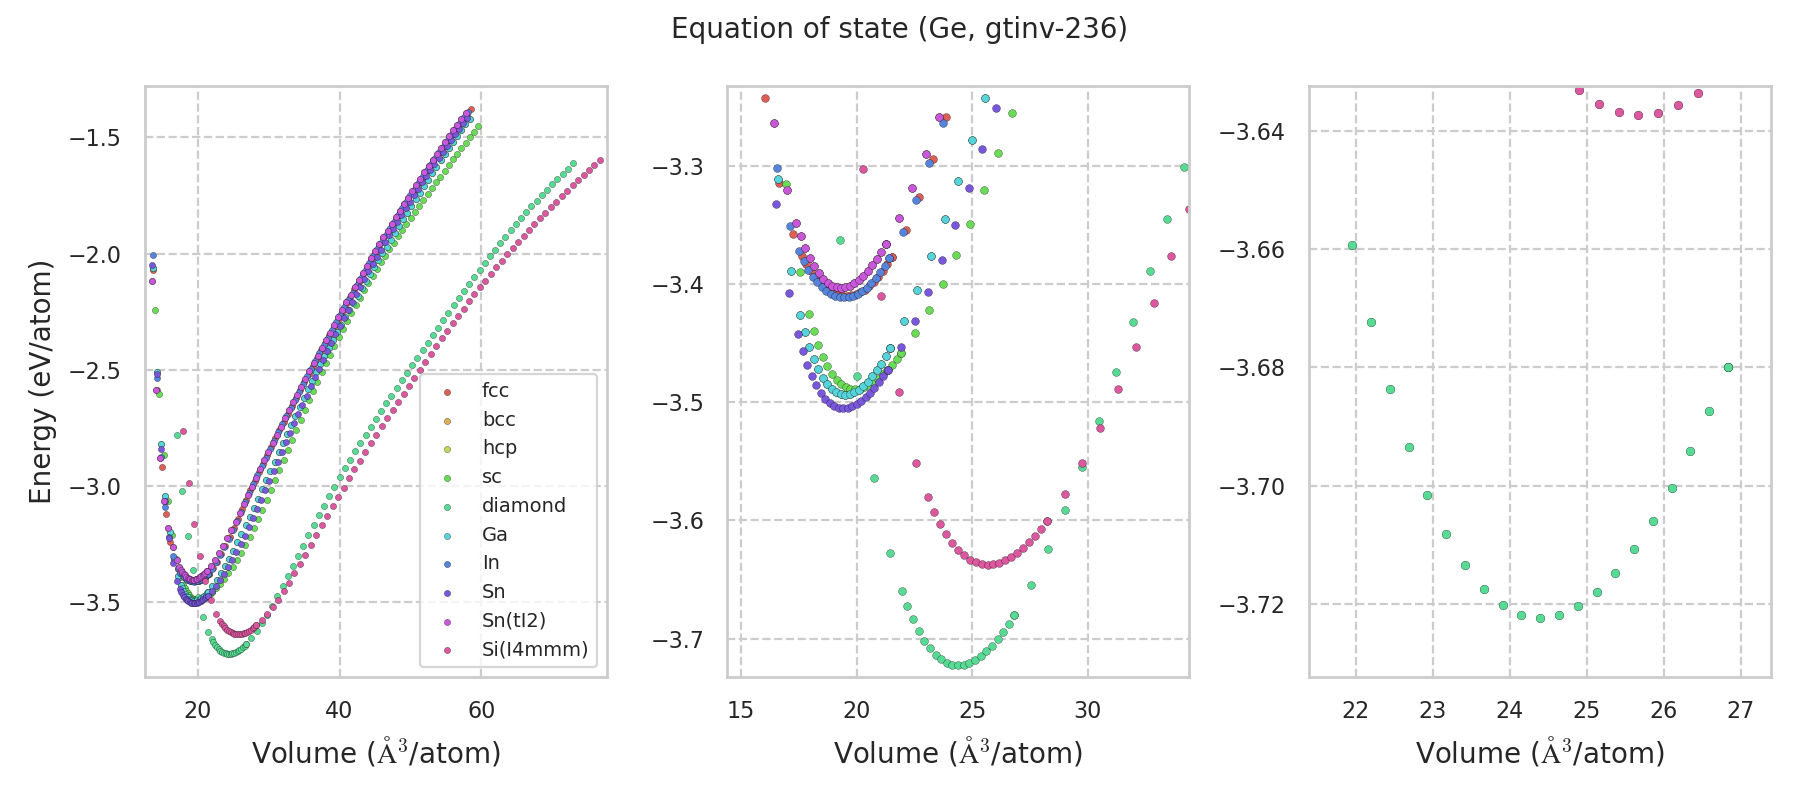 Equation of state (Ge, gtinv-236)
Energy (eV/atom)
−1.5
−2.0
−2.5
−3.0
−3.5
20 40 60
Volume (Å³/atom)
fcc
bcc
hcp
sc
diamond
Ga
In
Sn
Sn(tI2)
Si(I4mmm)
−3.3
−3.4
−3.5
−3.6
−3.7
15 20 25 30
Volume (Å³/atom)
−3.64
−3.66
−3.68
−3.70
−3.72
22 23 24 25 26 27
Volume (Å³/atom)